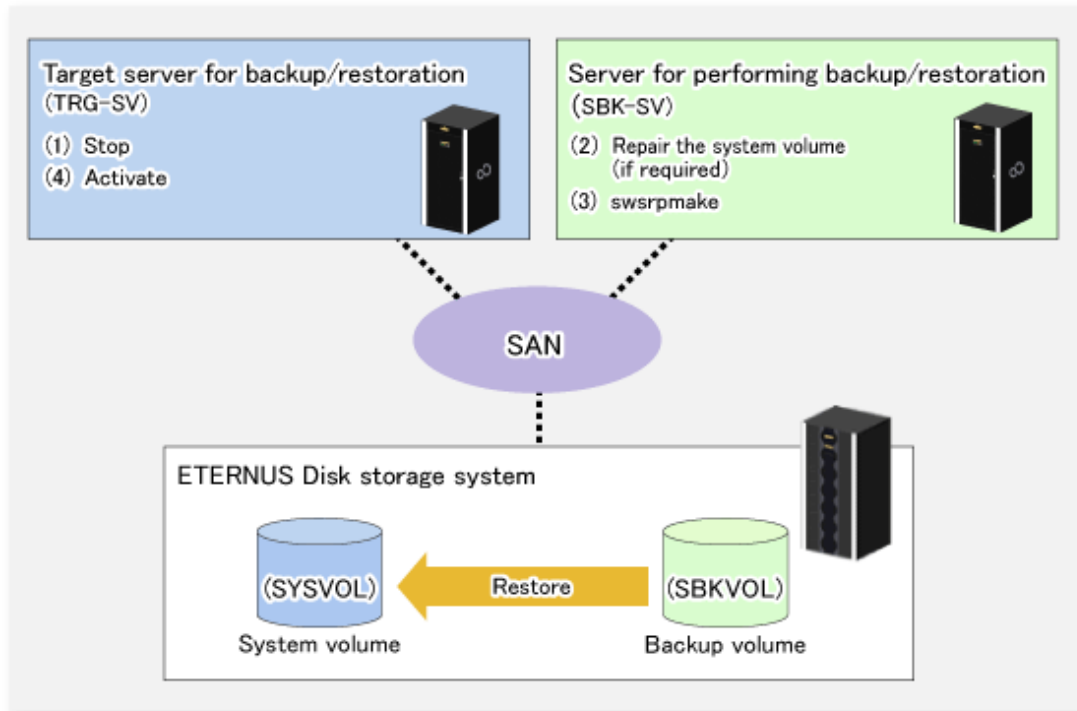 Target server for backup/restoration
(TRG-SV)
(1) Stop
(4) Activate
Server for performing backup/restoration
(SBK-SV)
(2) Repair the system volume
(if required)
(3) swsrpmake
SAN
ETERNUS Disk storage system
(SYSVOL)
Restore
(SBKVOL)
System volume
Backup volume